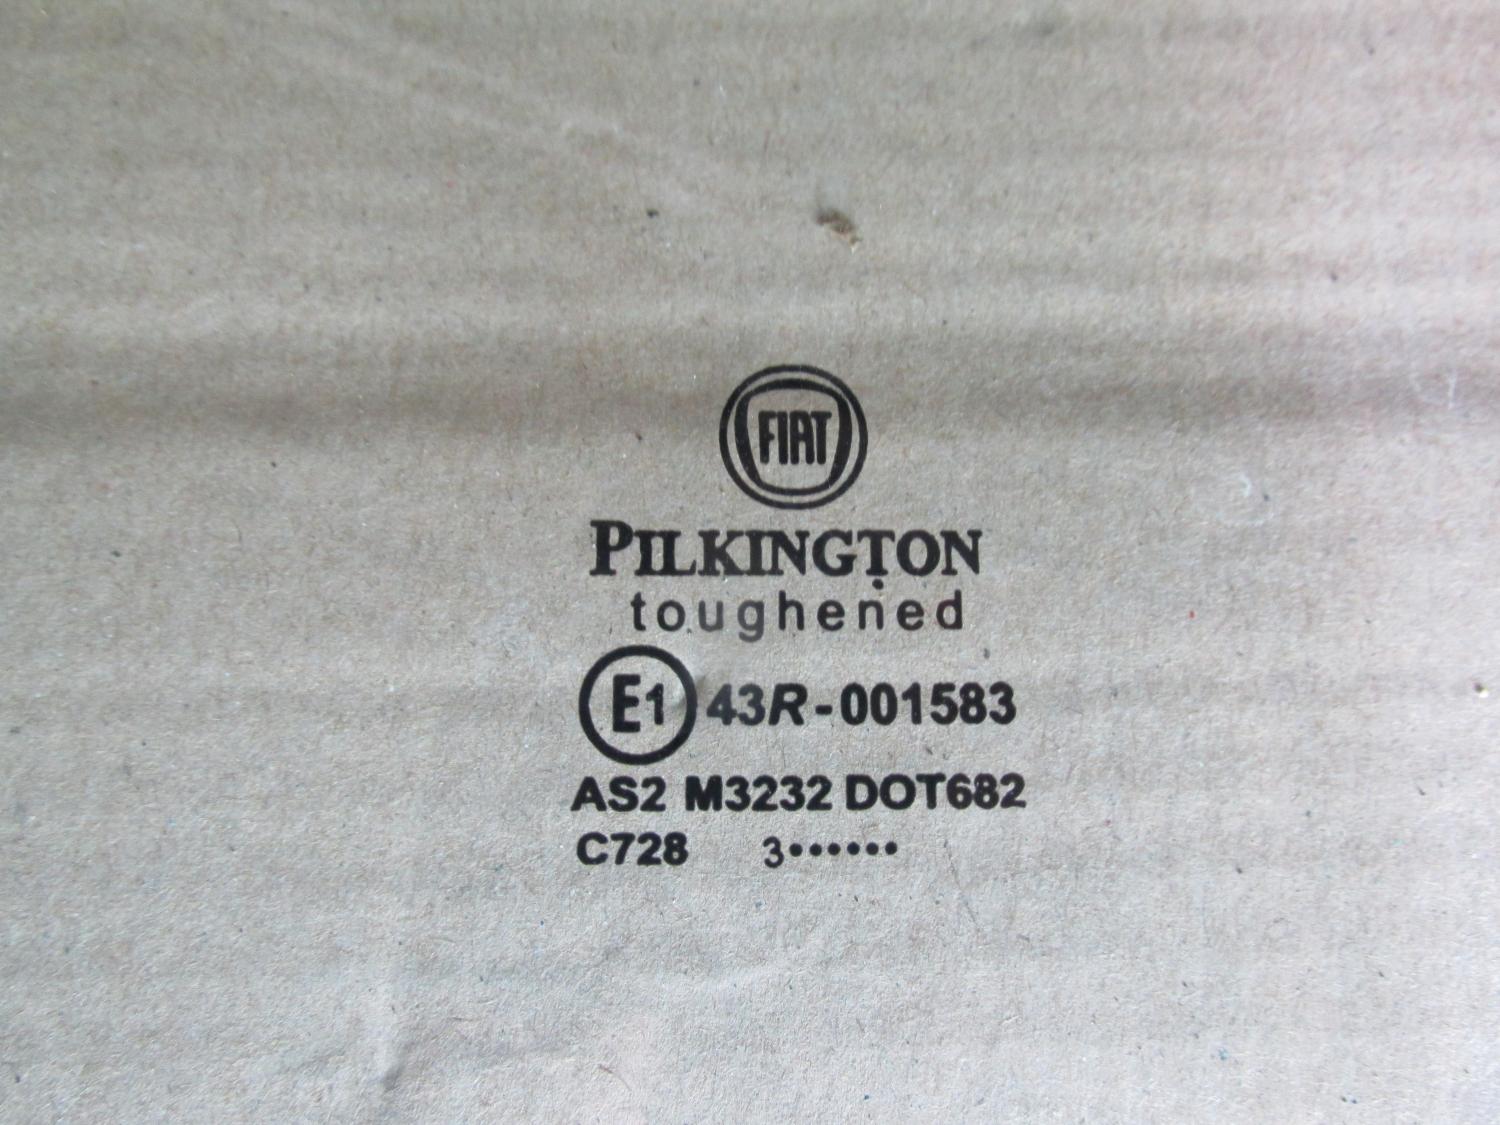 FIAT
PILKINGTON
toughened
E1 43R-001583
AS2 M3232 DOT682
C728 3••••••